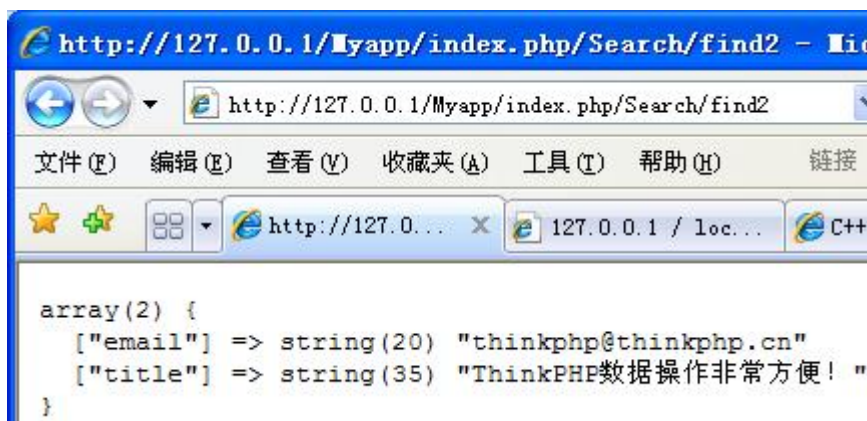 http://127.0.0.1/Myapp/index.php/Search/find2 - Mic
http://127.0.0.1/Myapp/index.php/Search/find2
文件(F) 编辑(E) 查看(V) 收藏夹(A) 工具(T) 帮助(H) 链接
http://127.0... 127.0.0.1 / loc... C++
array(2) {
["email"] => string(20) "thinkphp@thinkphp.cn"
["title"] => string(35) "ThinkPHP数据操作非常方便！"
}